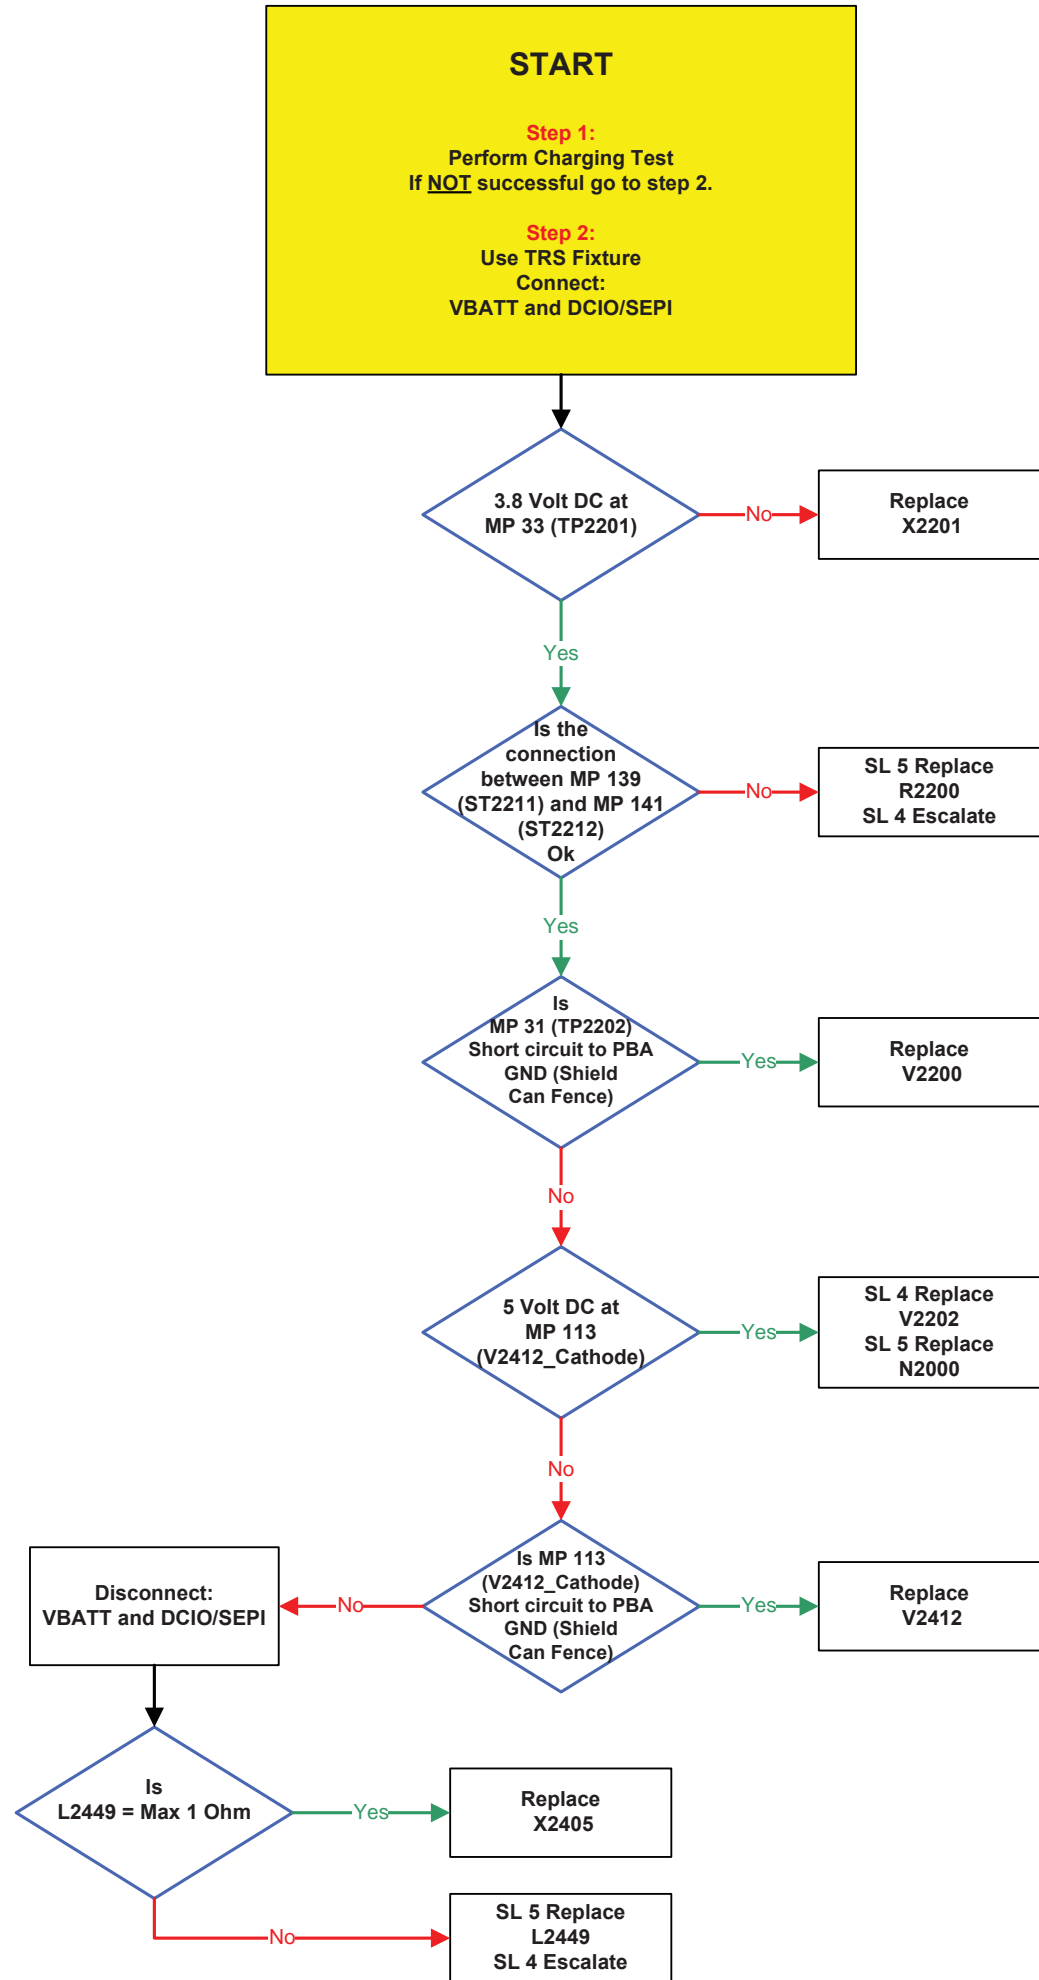 START
Step 1:
Perform Charging Test
If NOT successful go to step 2.
Step 2:
Use TRS Fixture
Connect:
VBATT and DCIO/SEPI
3.8 Volt DC at
MP 33 (TP2201)
No
Replace
X2201
Yes
Is the
connection
between MP 139
(ST2211) and MP 141
(ST2212)
Ok
No
SL 5 Replace
R2200
SL 4 Escalate
Yes
Is
MP 31 (TP2202)
Short circuit to PBA
GND (Shield
Can Fence)
Yes
Replace
V2200
No
5 Volt DC at
MP 113
(V2412_Cathode)
Yes
SL 4 Replace
V2202
SL 5 Replace
N2000
No
Is MP 113
(V2412_Cathode)
Short circuit to PBA
GND (Shield
Can Fence)
Yes
Replace
V2412
No
Disconnect:
VBATT and DCIO/SEPI
Is
L2449 = Max 1 Ohm
Yes
Replace
X2405
No
SL 5 Replace
L2449
SL 4 Escalate